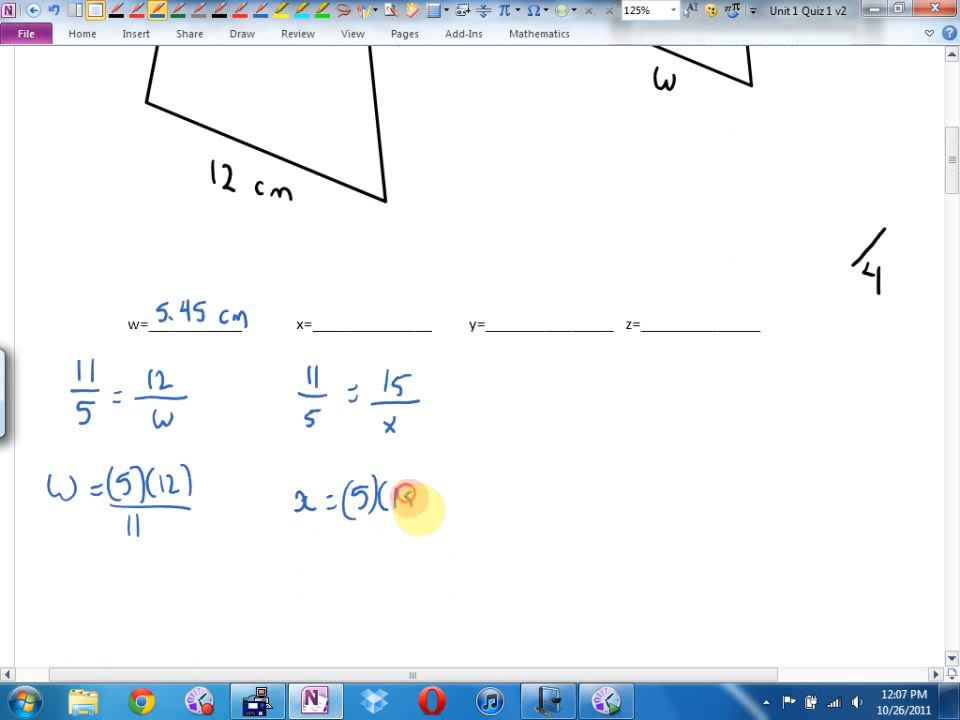 125% Unit 1 Quiz 1 v2
File Home Insert Share Draw Review View Pages Add-Ins Mathematics
w
12 cm
/4
w= 5.45 cm x= y= z=
11/5 = 12/w 11/5 = 15/x
w = (5)(12)/11 x = (5)(15
12:07 PM
10/26/2011